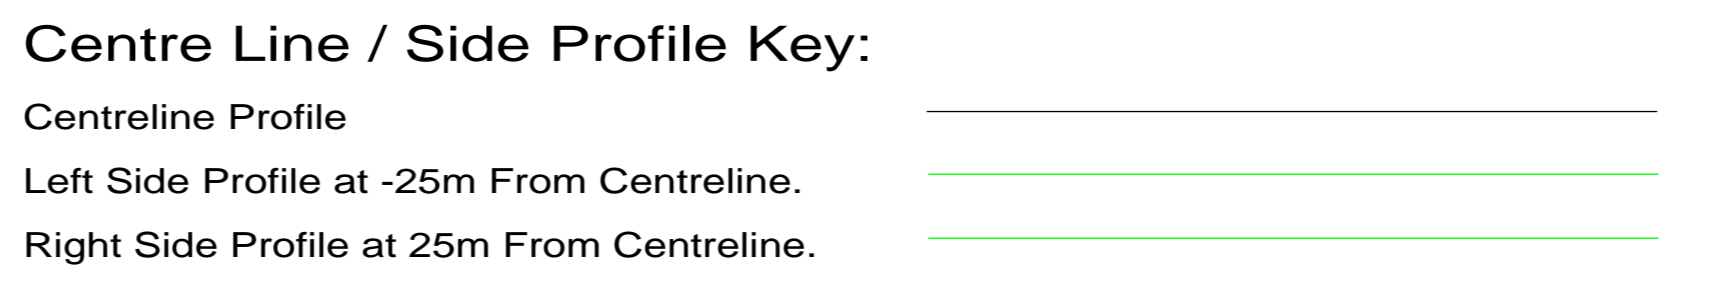 Centre Line / Side Profile Key:
Centreline Profile
Left Side Profile at -25m From Centreline.
Right Side Profile at 25m From Centreline.